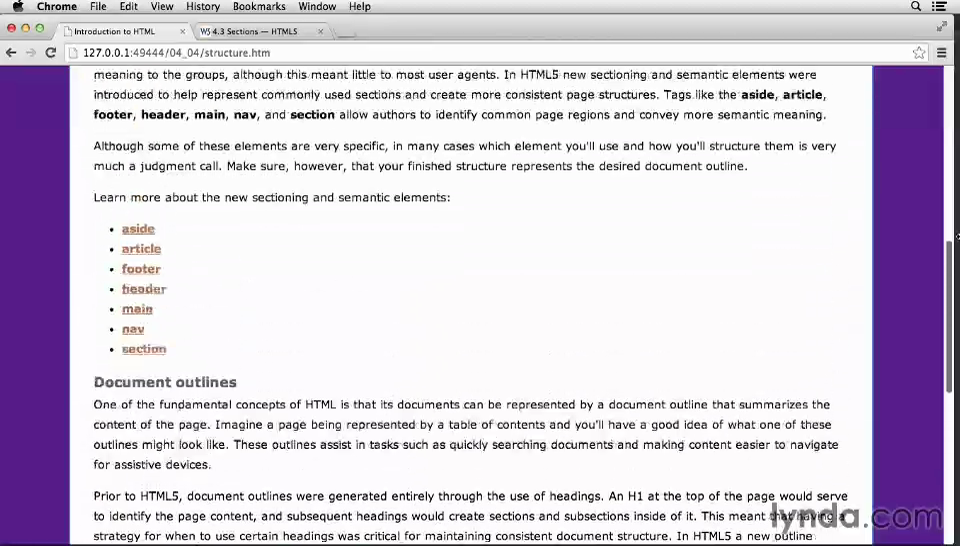 Chrome File Edit View History Bookmarks Window Help
Introduction to HTML × W3 4.3 Sections — HTML5 ×
127.0.0.1:49444/04_04/structure.htm
meaning to the groups, although this meant little to most user agents. In HTML5 new sectioning and semantic elements were
introduced to help represent commonly used sections and create more consistent page structures. Tags like the aside, article,
footer, header, main, nav, and section allow authors to identify common page regions and convey more semantic meaning.
Although some of these elements are very specific, in many cases which element you'll use and how you'll structure them is very
much a judgment call. Make sure, however, that your finished structure represents the desired document outline.
Learn more about the new sectioning and semantic elements:
• aside
• article
• footer
• header
• main
• nav
• section
Document outlines
One of the fundamental concepts of HTML is that its documents can be represented by a document outline that summarizes the
content of the page. Imagine a page being represented by a table of contents and you'll have a good idea of what one of these
outlines might look like. These outlines assist in tasks such as quickly searching documents and making content easier to navigate
for assistive devices.
Prior to HTML5, document outlines were generated entirely through the use of headings. An H1 at the top of the page would serve
to identify the page content, and subsequent headings would create sections and subsections inside of it. This meant that having a
strategy for when to use certain headings was critical for maintaining consistent document structure. In HTML5 a new outline
lynda.com